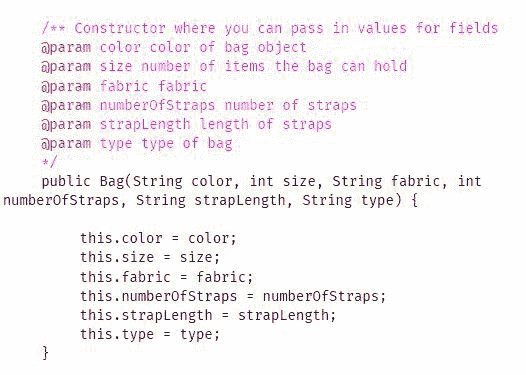 /** Constructor where you can pass in values for fields
@param color color of bag object
@param size number of items the bag can hold
@param fabric fabric
@param numberOfStraps number of straps
@param strapLength length of straps
@param type type of bag
*/
public Bag(String color, int size, String fabric, int
numberOfStraps, String strapLength, String type) {
this.color = color;
this.size = size;
this.fabric = fabric;
this.numberOfStraps = numberOfStraps;
this.strapLength = strapLength;
this.type = type;
}